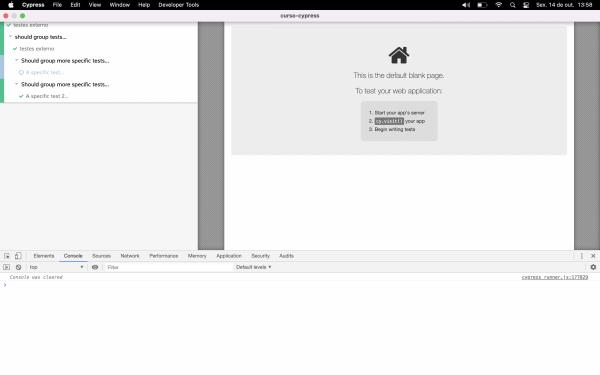 Cypress File Edit View Window Help Developer Tools Sex. 14 de out. 13:58
curso-cypress
testes externo
should group tests...
testes externo
Should group more specific tests...
A specific test...
Should group more specific tests...
A specific test 2...
This is the default blank page.
To test your web application:
1. Start your app's server
2. cy.visit() your app
3. Begin writing tests
Elements Console Sources Network Performance Memory Application Security Audits
top Filter Default levels
Console was cleared cypress_runner.js:177829